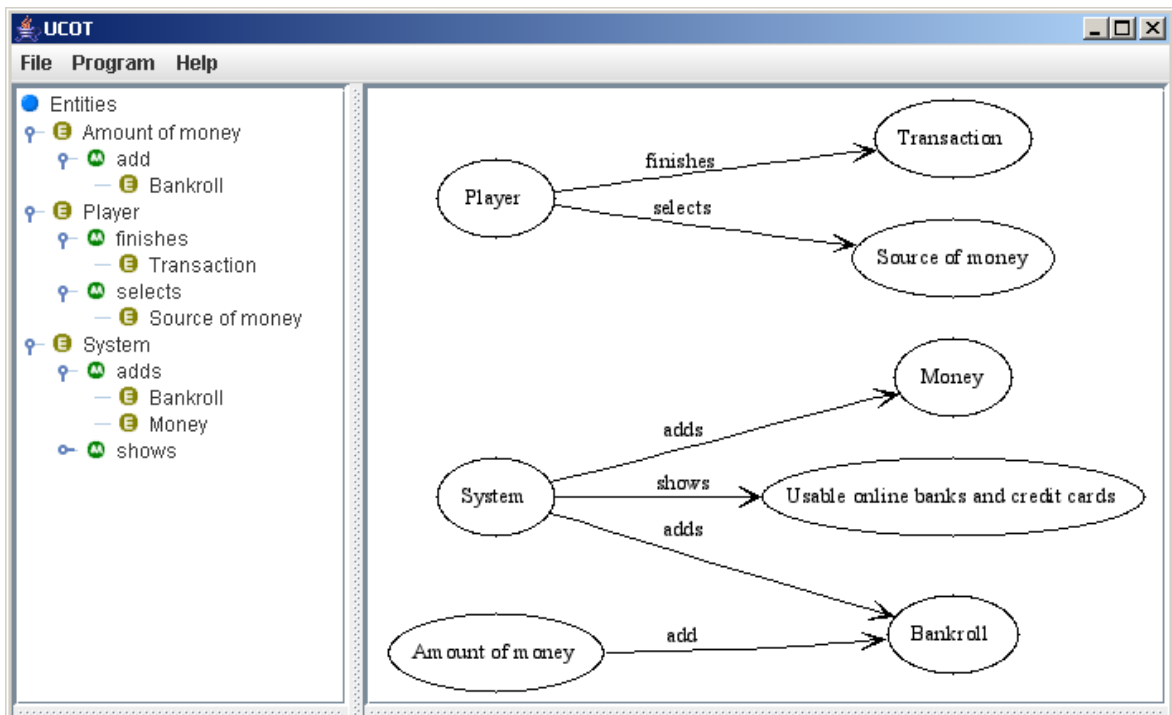 UCOT
File Program Help
Entities
E Amount of money
M add
E Bankroll
E Player
M finishes
E Transaction
M selects
E Source of money
E System
M adds
E Bankroll
E Money
M shows
Transaction
finishes
Player
selects
Source of money
Money
adds
System
shows
Usable online banks and credit cards
adds
Bankroll
add
Amount of money